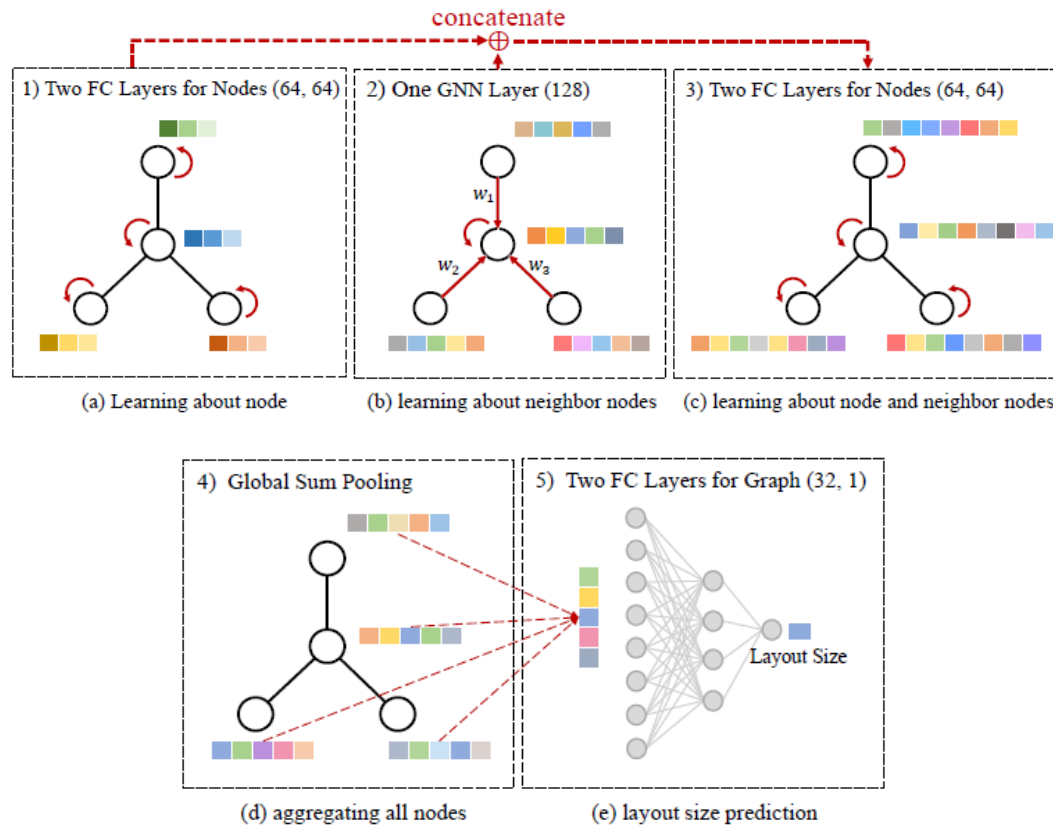 concatenate
1) Two FC Layers for Nodes (64, 64)
2) One GNN Layer (128)
3) Two FC Layers for Nodes (64, 64)
w1
w2
w3
(a) Learning about node
(b) learning about neighbor nodes
(c) learning about node and neighbor nodes
4) Global Sum Pooling
5) Two FC Layers for Graph (32, 1)
Layout Size
(d) aggregating all nodes
(e) layout size prediction